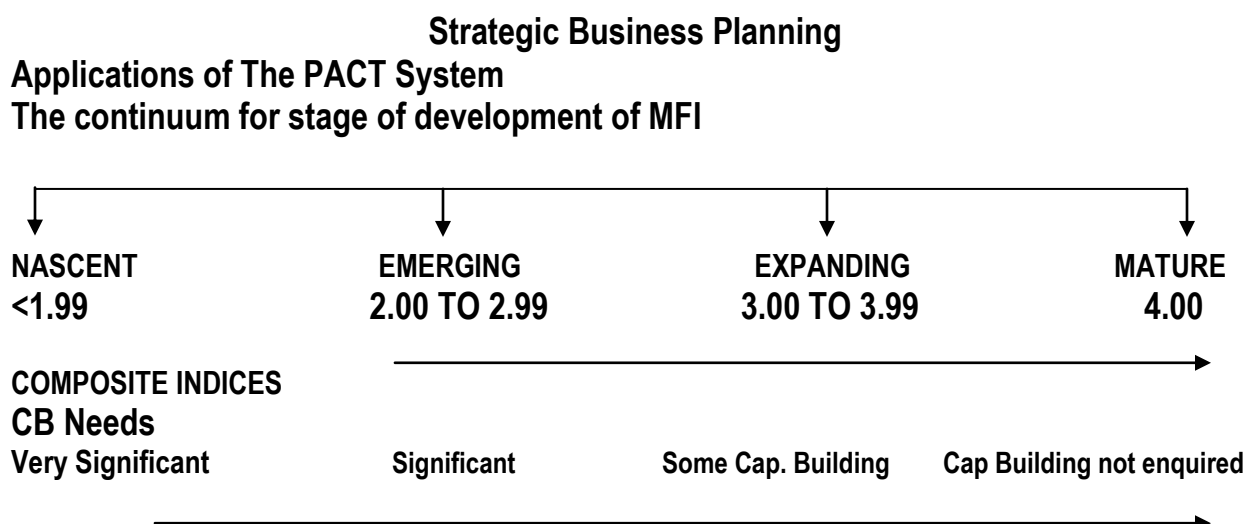 Strategic Business Planning
Applications of The PACT System
The continuum for stage of development of MFI
NASCENT EMERGING EXPANDING MATURE
<1.99 2.00 TO 2.99 3.00 TO 3.99 4.00
COMPOSITE INDICES
CB Needs
Very Significant Significant Some Cap. Building Cap Building not enquired